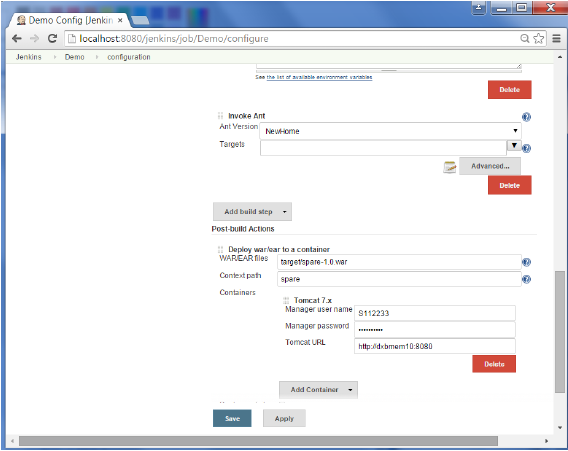 Demo Config [Jenkins]
localhost:8080/jenkins/job/Demo/configure
Jenkins Demo configuration
See the list of available environment variables
Delete
Invoke Ant
Ant Version NewHome
Targets
Advanced...
Delete
Add build step
Post-build Actions
Deploy war/ear to a container
WAR/EAR files target/spare-1.0.war
Context path spare
Containers
Tomcat 7.x
Manager user name S112233
Manager password ••••••••••
Tomcat URL http://dxbmem10:8080
Delete
Add Container
Save Apply